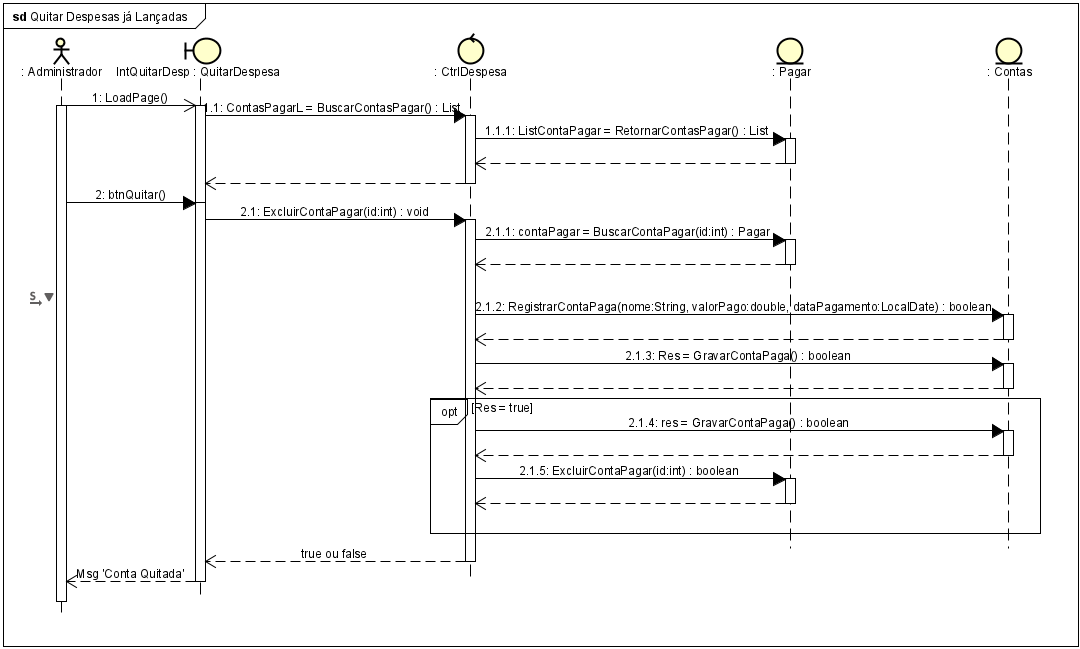 sd Quitar Despesas já Lançadas
: Administrador
IntQuitarDesp : QuitarDespesa
: CtrlDespesa
: Pagar
: Contas
1: LoadPage()
1.1: ContasPagarL = BuscarContasPagar() : List
1.1.1: ListContaPagar = RetornarContasPagar() : List
2: btnQuitar()
2.1: ExcluirContaPagar(id:int) : void
2.1.1: contaPagar = BuscarContaPagar(id:int) : Pagar
S
2.1.2: RegistrarContaPaga(nome:String, valorPago:double, dataPagamento:LocalDate) : boolean
2.1.3: Res = GravarContaPaga() : boolean
opt [Res = true]
2.1.4: res = GravarContaPaga() : boolean
2.1.5: ExcluirContaPagar(id:int) : boolean
true ou false
Msg 'Conta Quitada'